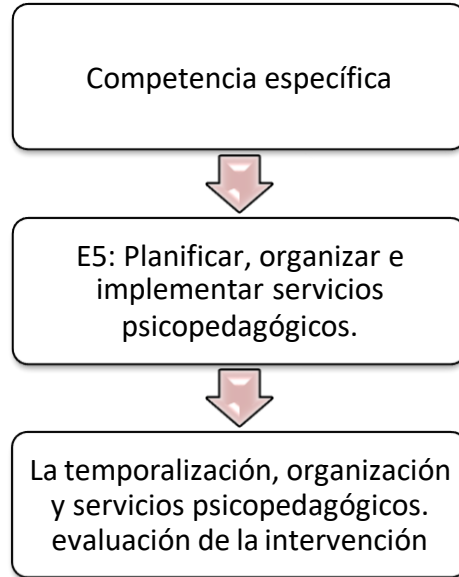 Competencia específica
E5: Planificar, organizar e
implementar servicios
psicopedagógicos.
La temporalización, organización
y servicios psicopedagógicos.
evaluación de la intervención